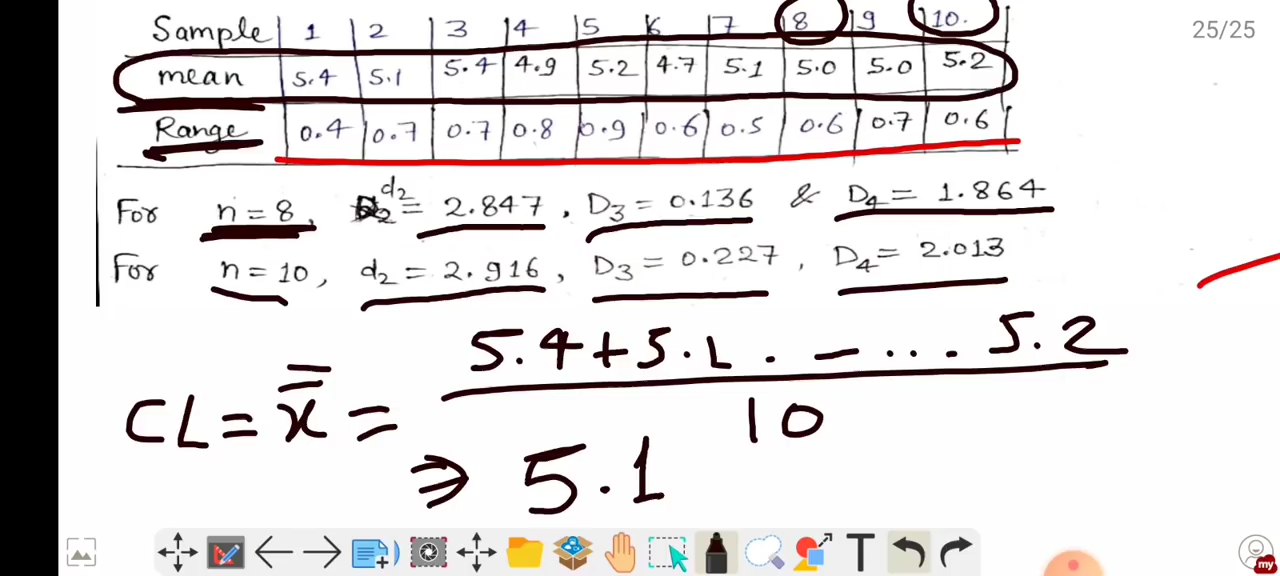 25/25
Sample 1 2 3 4 5 6 7 8 9 10.
mean 5.4 5.1 5.4 4.9 5.2 4.7 5.1 5.0 5.0 5.2
Range 0.4 0.7 0.7 0.8 0.9 0.6 0.5 0.6 0.7 0.6
For n = 8, d2 = 2.847, D3 = 0.136 & D4 = 1.864
For n = 10, d2 = 2.916, D3 = 0.227, D4 = 2.013
5.4+5.1 . - ... . 5.2
CL = x̿ = 10
⇒ 5.1
T
my